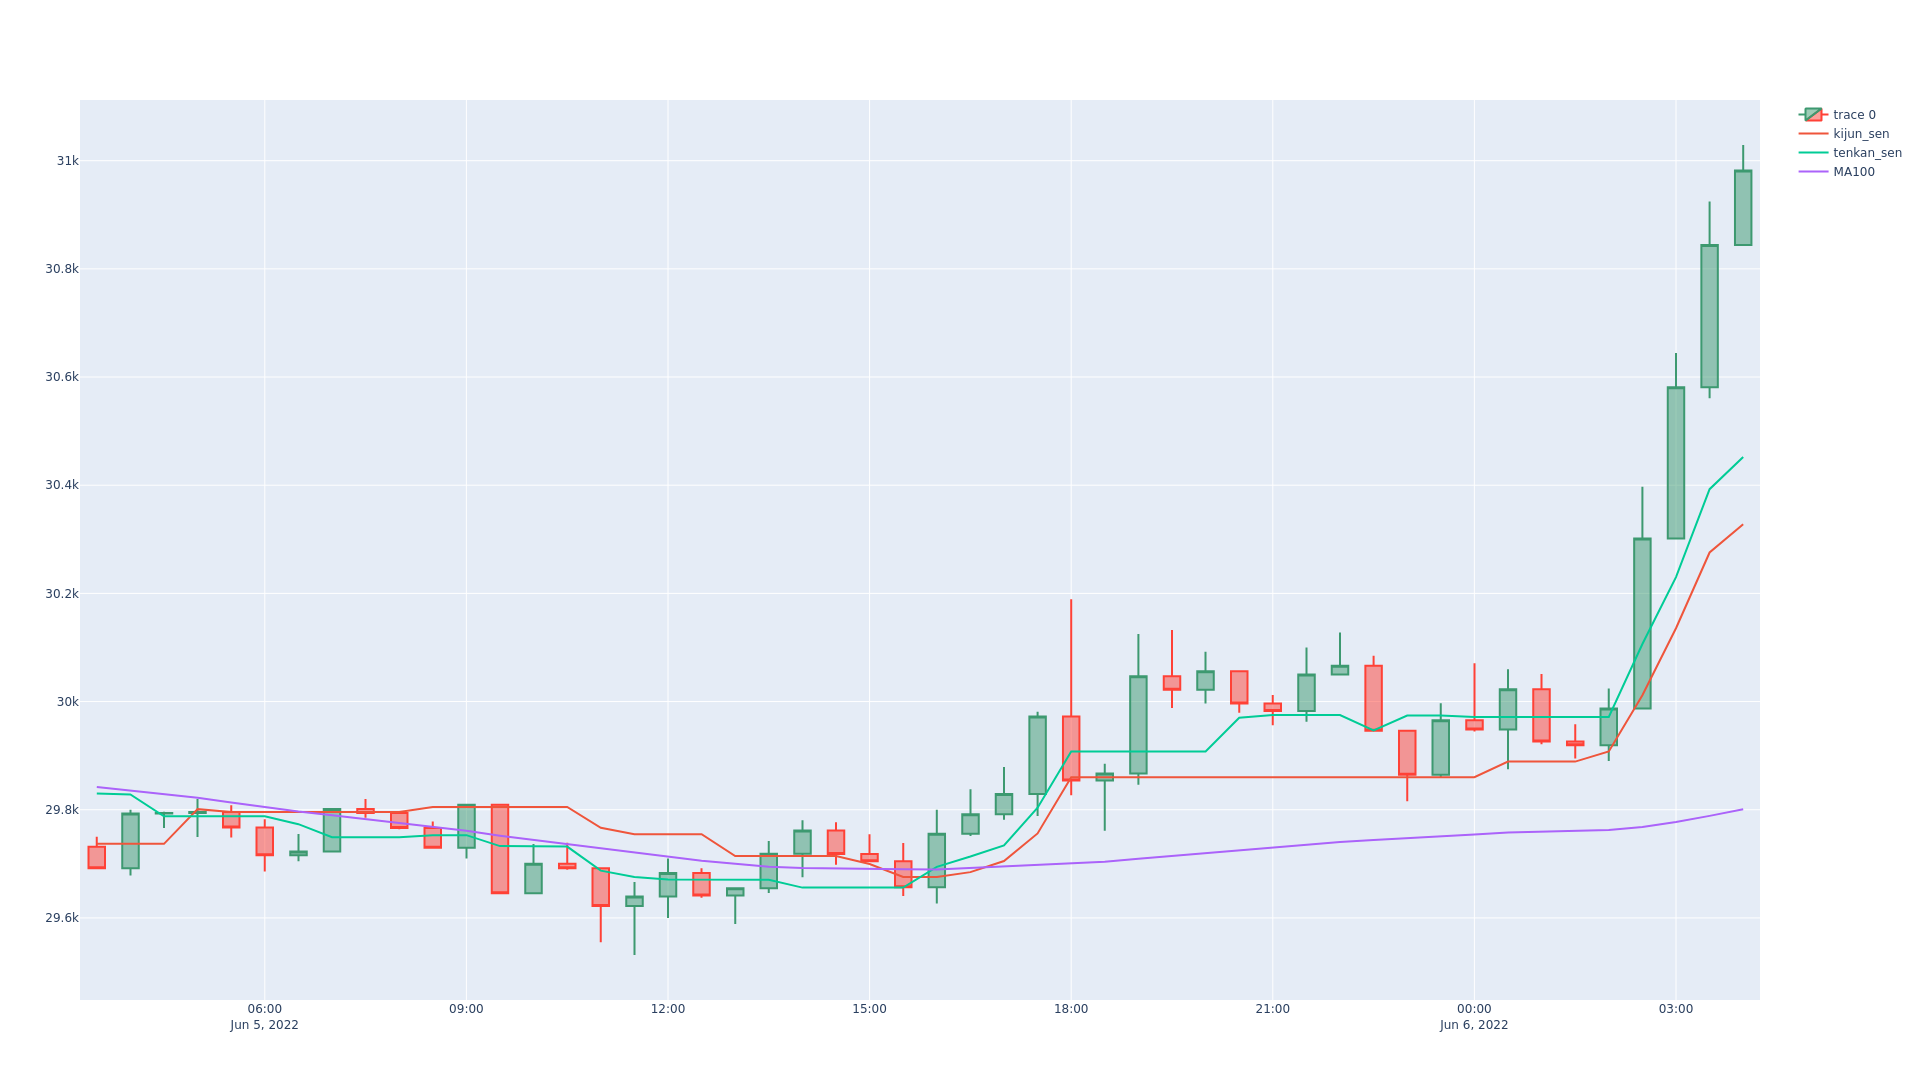 trace 0
kijun_sen
tenkan_sen
MA100
31k
30.8k
30.6k
30.4k
30.2k
30k
29.8k
29.6k
06:00 09:00 12:00 15:00 18:00 21:00 00:00 03:00
Jun 5, 2022 Jun 6, 2022